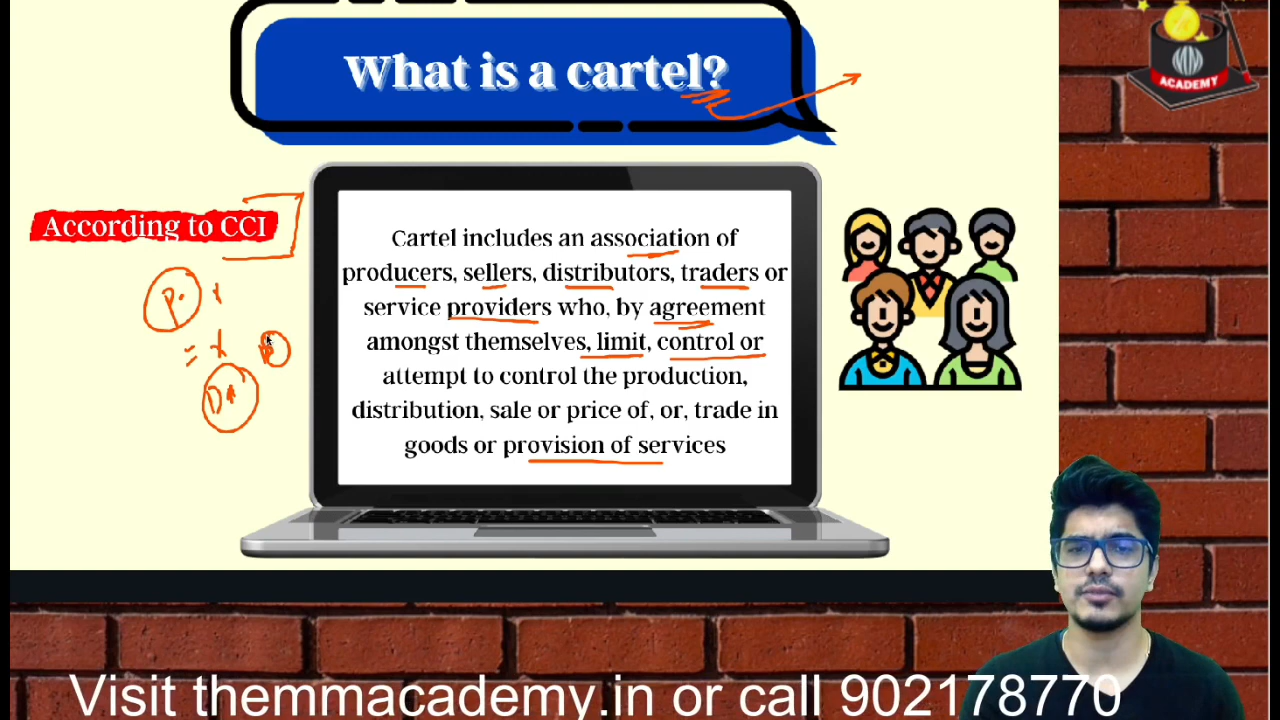 What is a cartel?
ACADEMY
According to CCI
Cartel includes an association of
producers, sellers, distributors, traders or
service providers who, by agreement
amongst themselves, limit, control or
attempt to control the production,
distribution, sale or price of, or, trade in
goods or provision of services
P.
Visit themmacademy.in or call 902178770